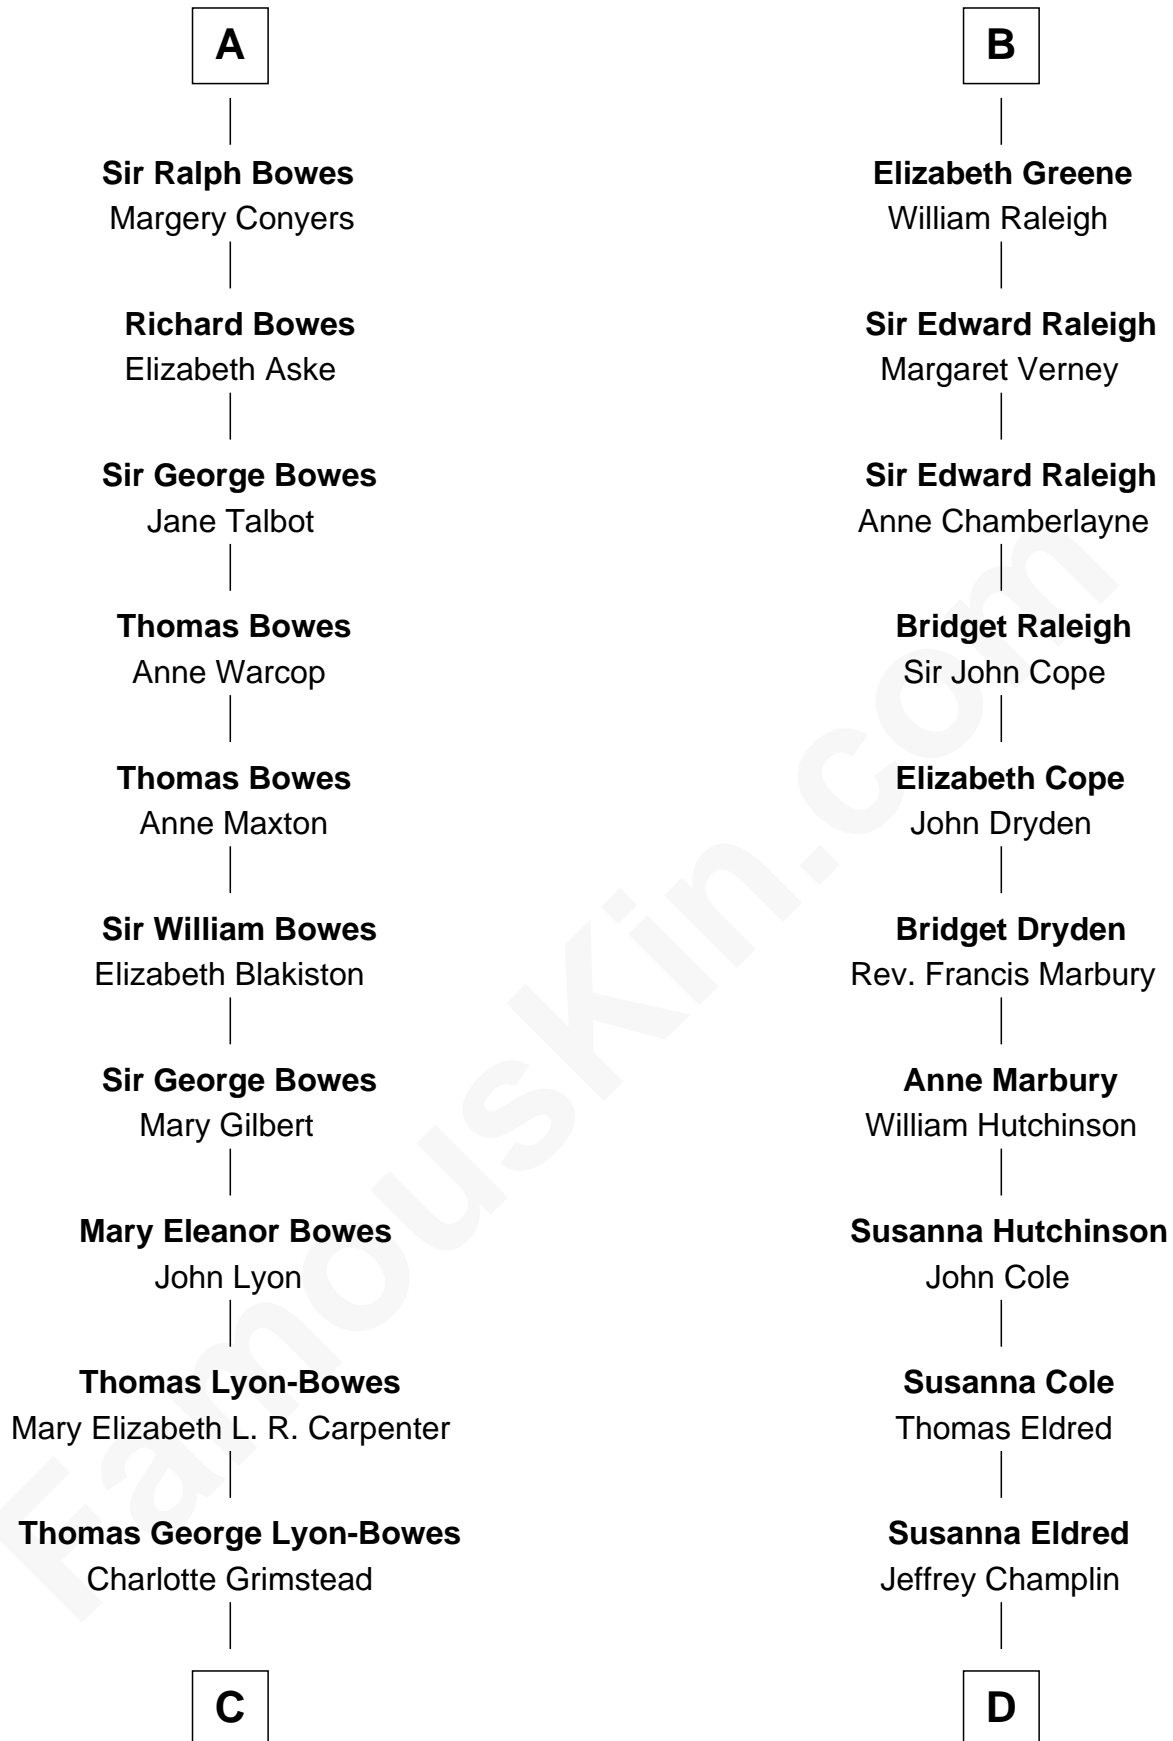 A
Sir Ralph Bowes
Margery Conyers
Richard Bowes
Elizabeth Aske
Sir George Bowes
Jane Talbot
Thomas Bowes
Anne Warcop
Thomas Bowes
Anne Maxton
Sir William Bowes
Elizabeth Blakiston
Sir George Bowes
Mary Gilbert
Mary Eleanor Bowes
John Lyon
Thomas Lyon-Bowes
Mary Elizabeth L. R. Carpenter
Thomas George Lyon-Bowes
Charlotte Grimstead
C
B
Elizabeth Greene
William Raleigh
Sir Edward Raleigh
Margaret Verney
Sir Edward Raleigh
Anne Chamberlayne
Bridget Raleigh
Sir John Cope
Elizabeth Cope
John Dryden
Bridget Dryden
Rev. Francis Marbury
Anne Marbury
William Hutchinson
Susanna Hutchinson
John Cole
Susanna Cole
Thomas Eldred
Susanna Eldred
Jeffrey Champlin
D
FamousKin.com